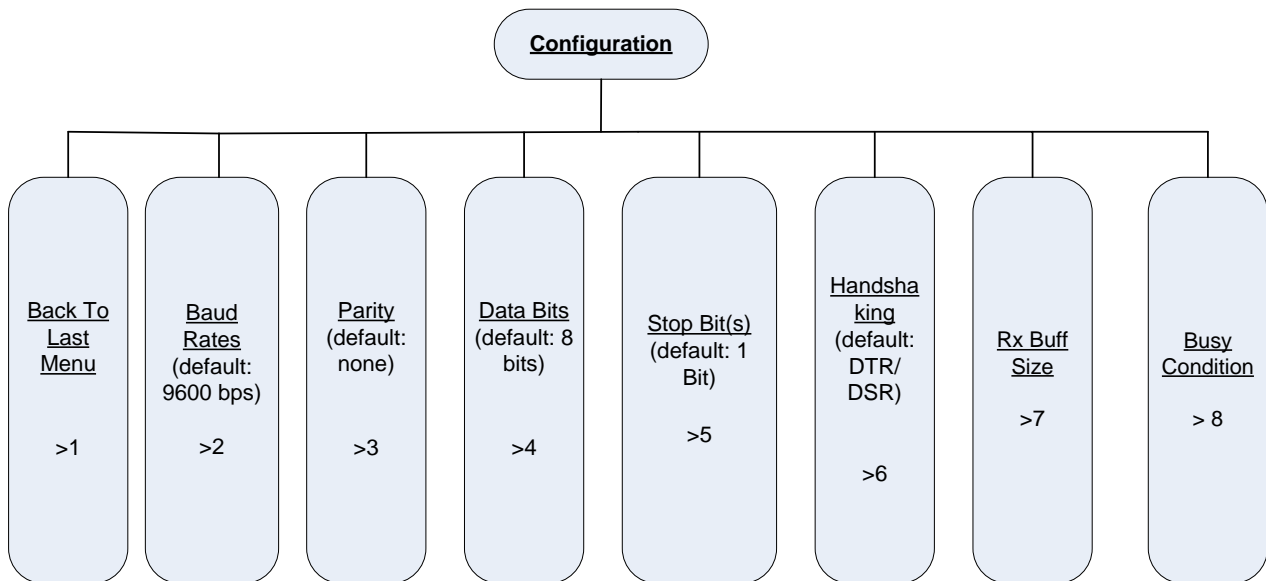 Configuration
Back To
Last
Menu
>1
Baud
Rates
(default:
9600 bps)
>2
Parity
(default:
none)
>3
Data Bits
(default: 8
bits)
>4
Stop Bit(s)
(default: 1
Bit)
>5
Handsha
king
(default:
DTR/
DSR)
>6
Rx Buff
Size
>7
Busy
Condition
> 8